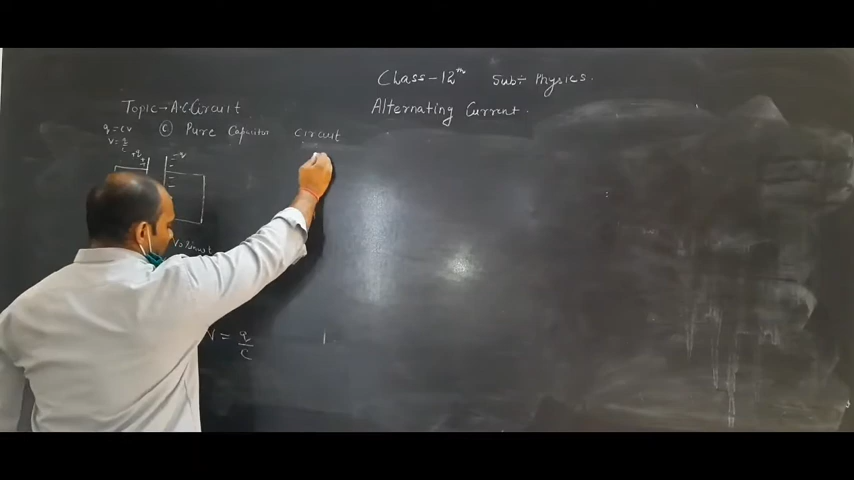 Class-12th Sub÷ Physics.
Topic→ A.C Circuit
Alternating Current.
q = cv
(c) Pure Capacitor circuit
V = q/c
+q
-q
V = q/c